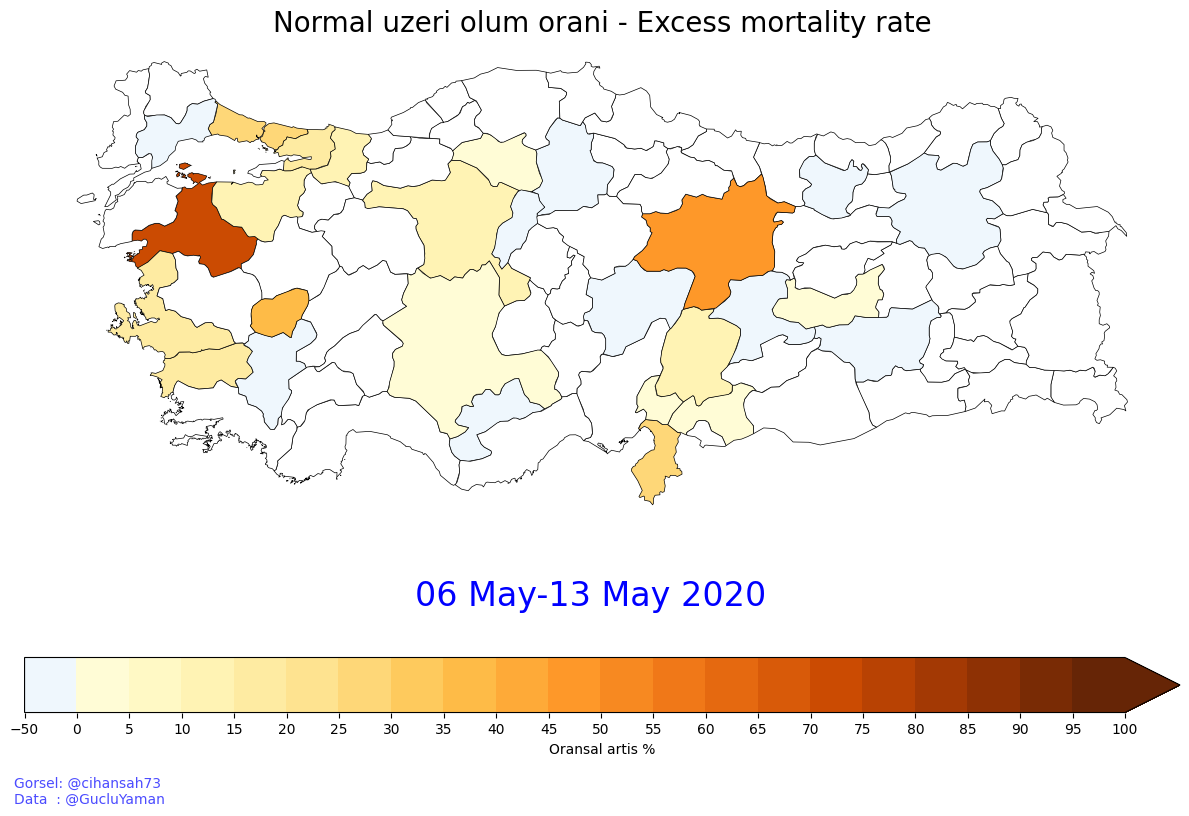 Normal uzeri olum orani - Excess mortality rate
06 May-13 May 2020
−50 0 5 10 15 20 25 30 35 40 45 50 55 60 65 70 75 80 85 90 95 100
Oransal artis %
Gorsel: @cihansah73
Data  : @GucluYaman